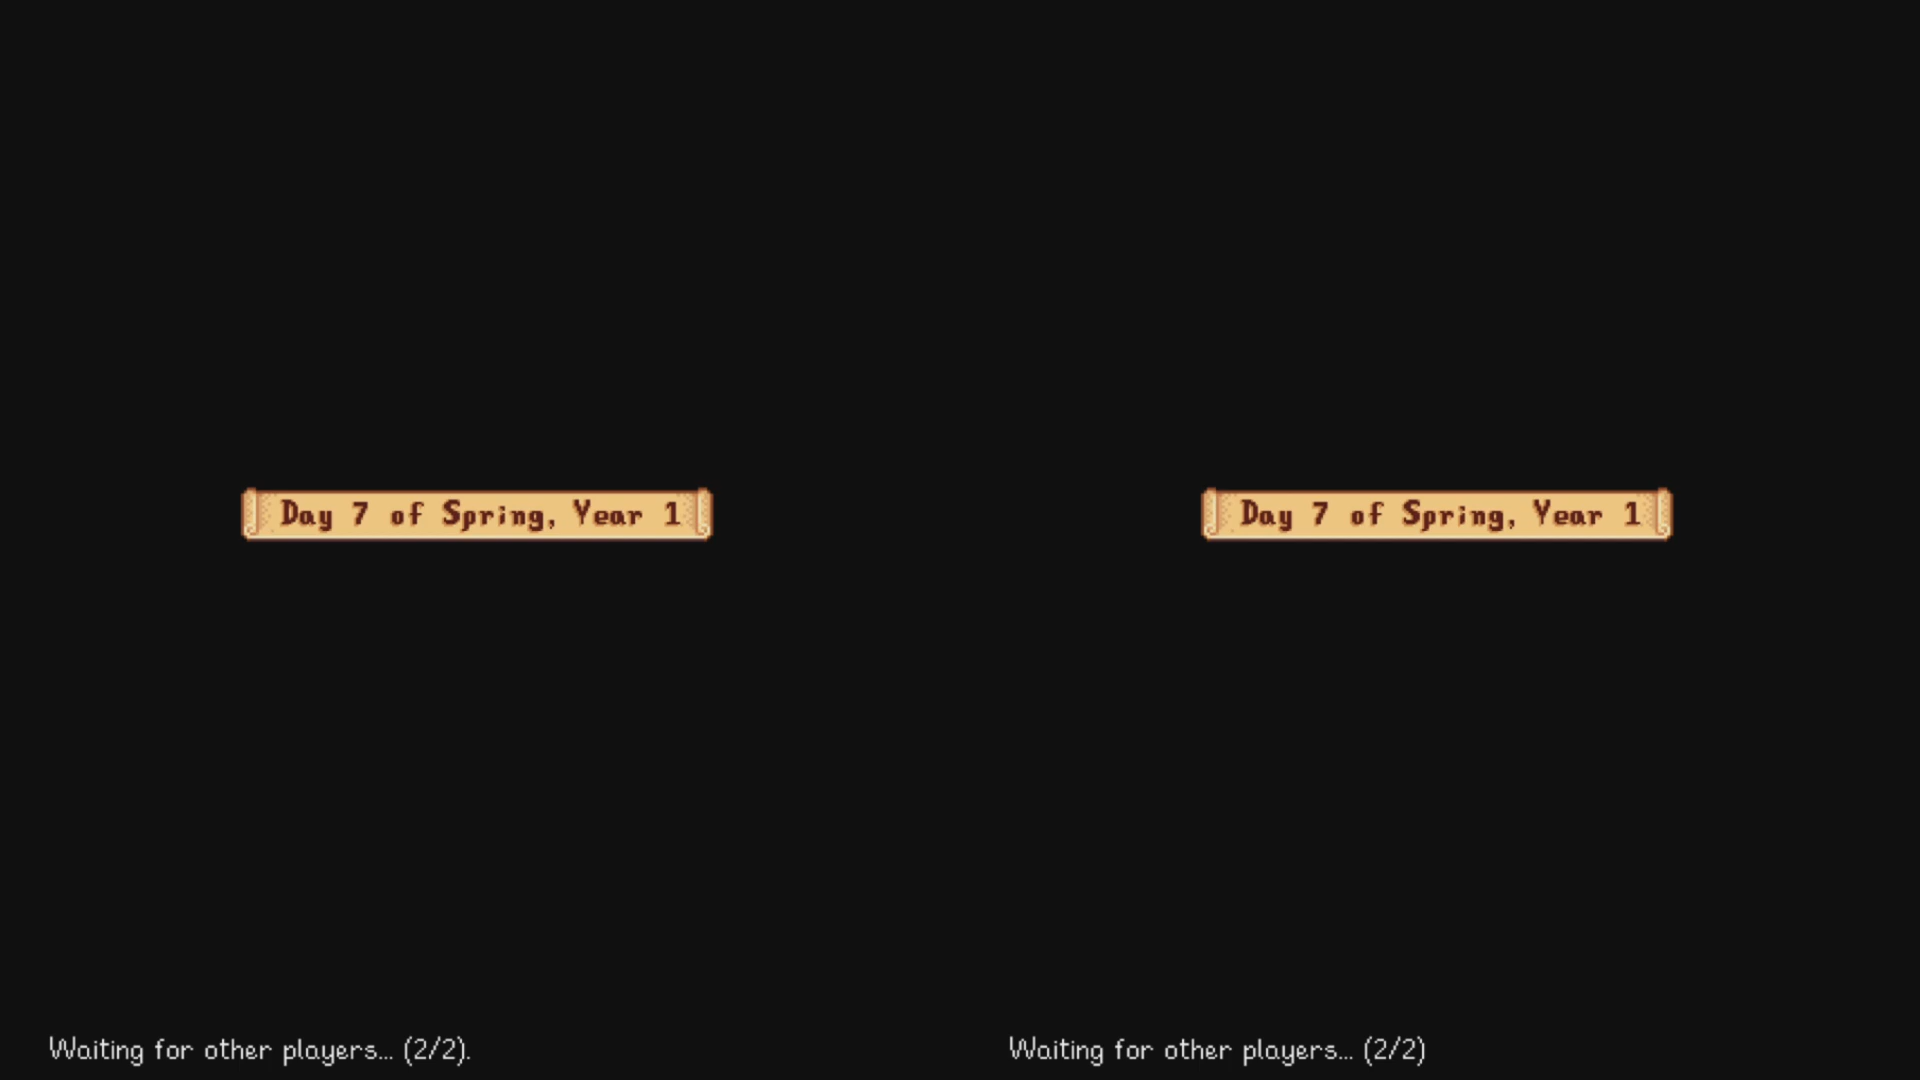 Day 7 of Spring, Year 1
Day 7 of Spring, Year 1
Waiting for other players... (2/2).
Waiting for other players... (2/2)